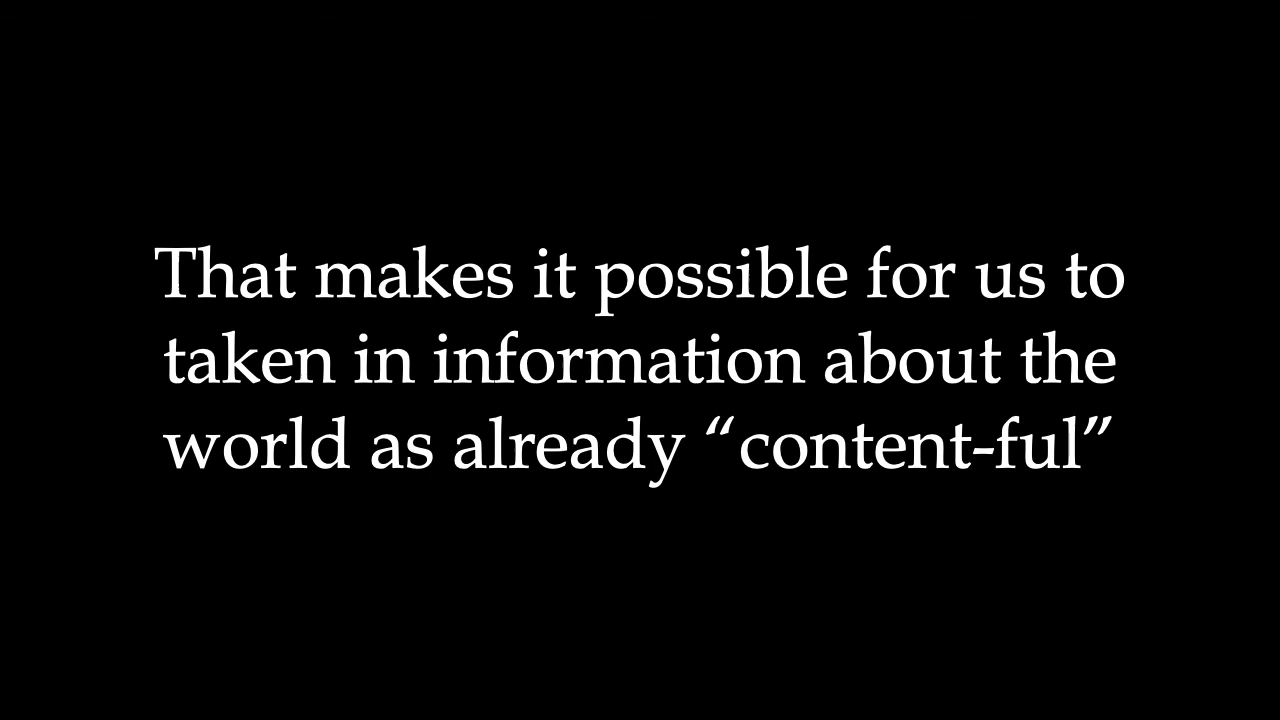 That makes it possible for us to
taken in information about the
world as already “content-ful”